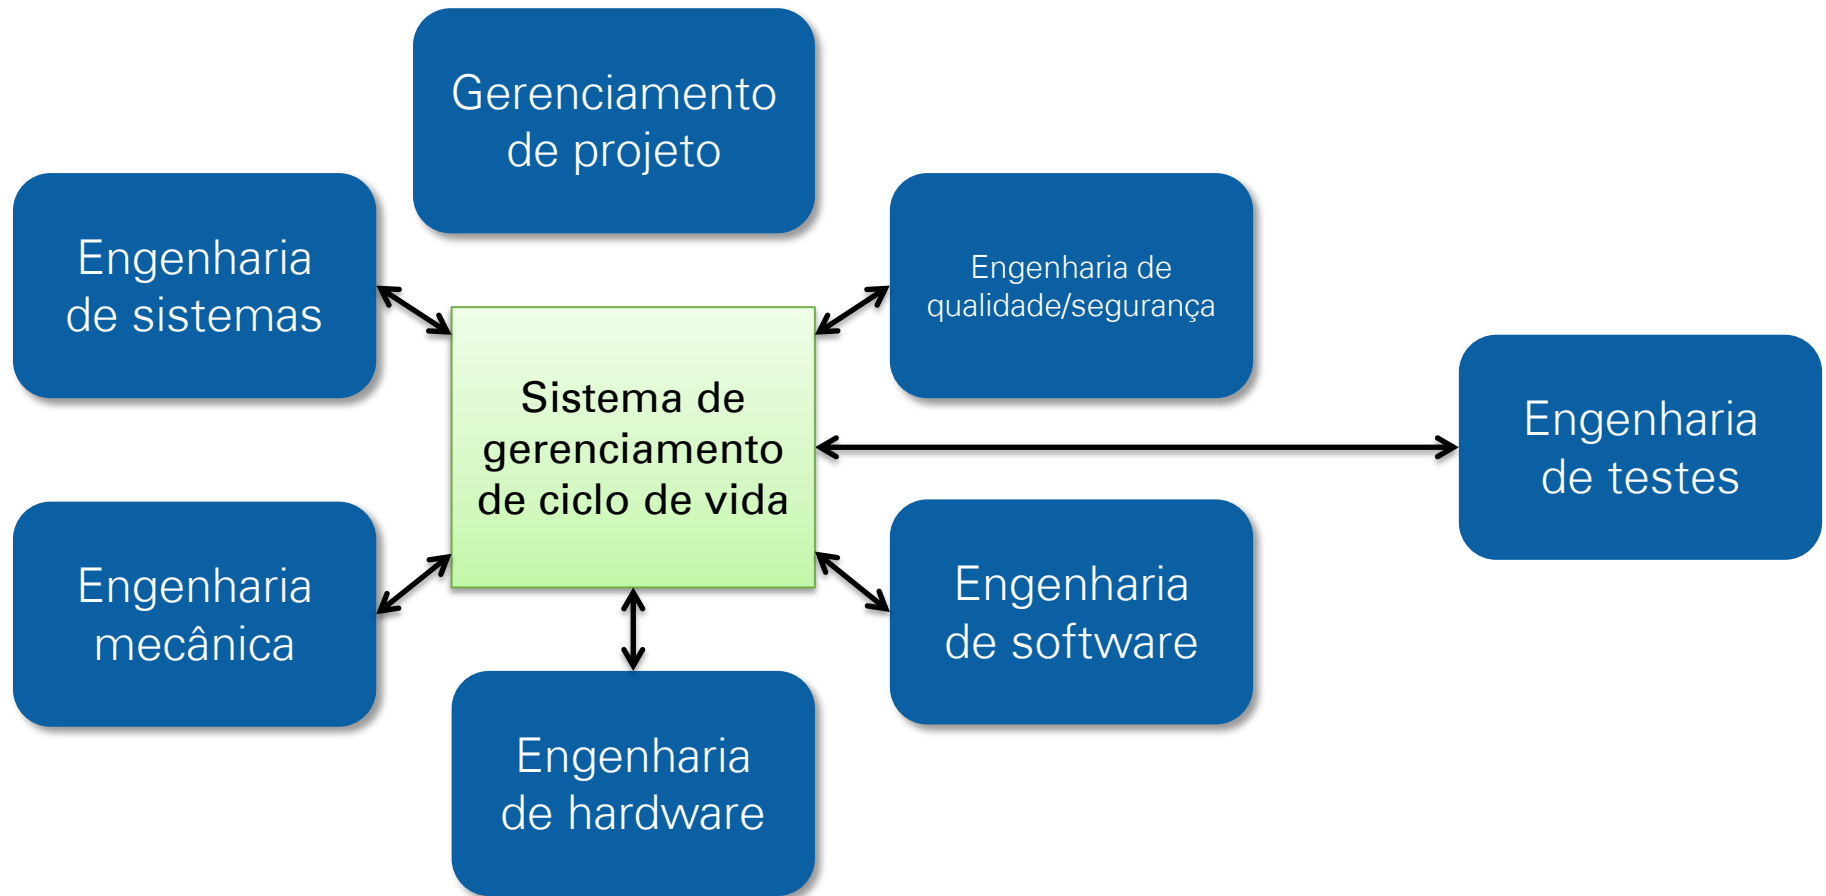 Gerenciamento
de projeto
Engenharia
de sistemas
Engenharia de
qualidade/segurança
Sistema de
gerenciamento
de ciclo de vida
Engenharia
de testes
Engenharia
mecânica
Engenharia
de software
Engenharia
de hardware